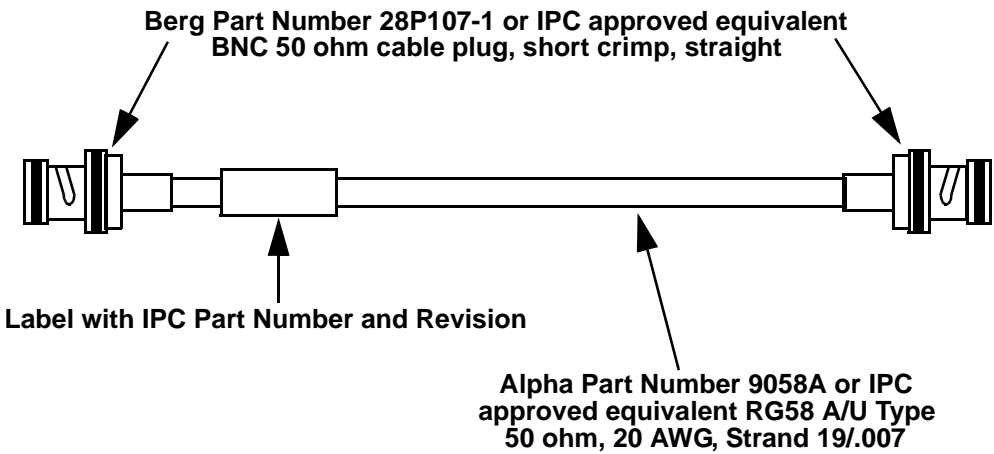 Berg Part Number 28P107-1 or IPC approved equivalent
BNC 50 ohm cable plug, short crimp, straight
Label with IPC Part Number and Revision
Alpha Part Number 9058A or IPC
approved equivalent RG58 A/U Type
50 ohm, 20 AWG, Strand 19/.007